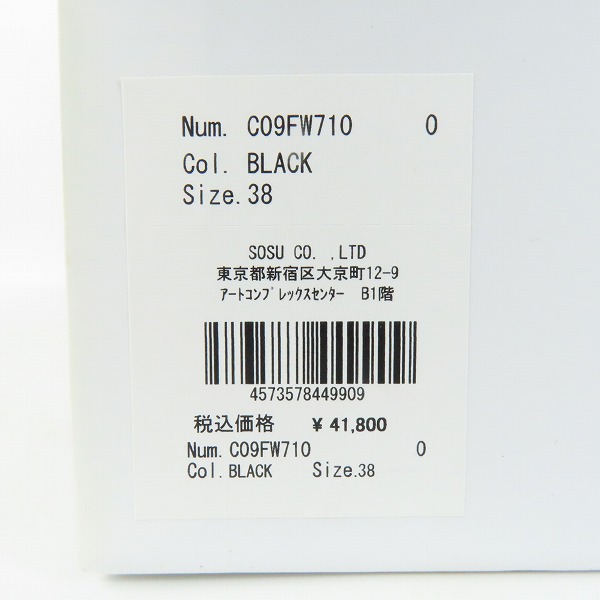 Num. C09FW710 0
Col. BLACK
Size.38
SOSU CO. ,LTD
東京都新宿区大京町12-9
ｱｰﾄｺﾝﾌﾟﾚｯｸｽｾﾝﾀｰ B1階
4573578449909
税込価格 ¥ 41,800
Num.C09FW710 0
Col.BLACK Size.38